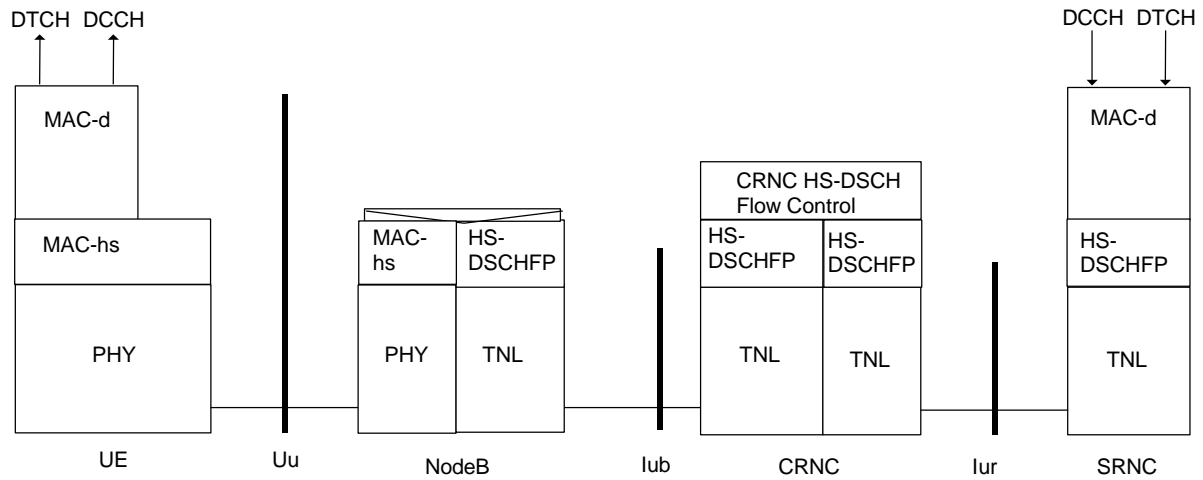 DTCH DCCH
DCCH DTCH
MAC-d
MAC-d
CRNC HS-DSCH
Flow Control
MAC-hs
MAC-
hs
HS-
DSCHFP
HS-
DSCHFP
HS-
DSCHFP
HS-
DSCHFP
PHY
PHY
TNL
TNL
TNL
TNL
UE
Uu
NodeB
Iub
CRNC
Iur
SRNC